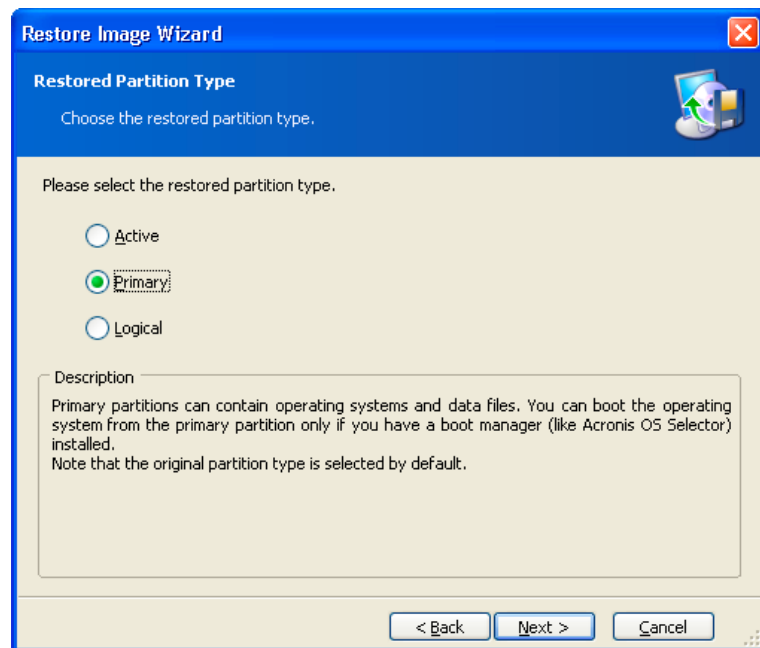 Restore Image Wizard
Restored Partition Type
Choose the restored partition type.
Please select the restored partition type.
Active
Primary
Logical
Description
Primary partitions can contain operating systems and data files. You can boot the operating
system from the primary partition only if you have a boot manager (like Acronis OS Selector)
installed.
Note that the original partition type is selected by default.
< Back Next > Cancel